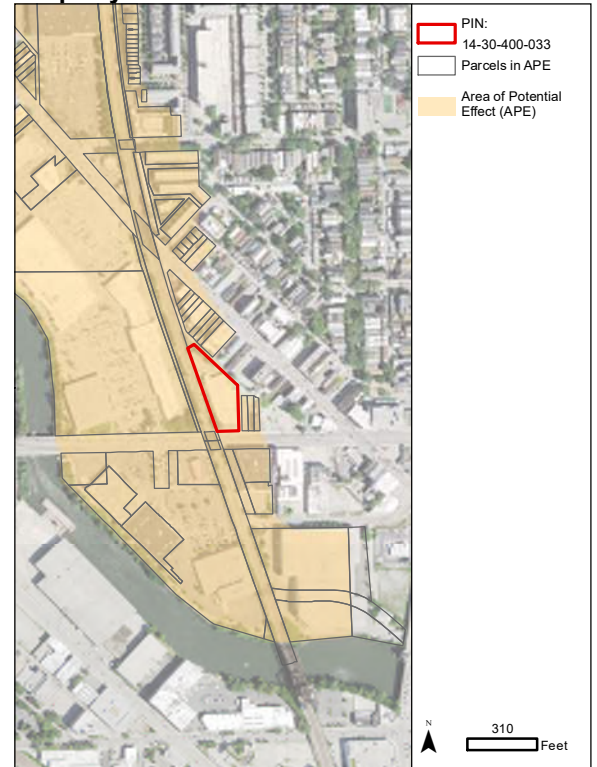 PIN:
14-30-400-033
Parcels in APE
Area of Potential
Effect (APE)
N
310
Feet